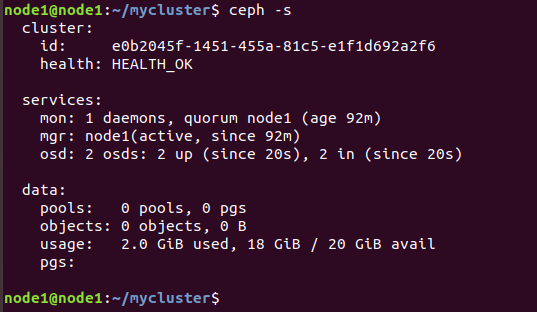 node1@node1:~/mycluster$ ceph -s
  cluster:
    id:     e0b2045f-1451-455a-81c5-e1f1d692a2f6
    health: HEALTH_OK

  services:
    mon: 1 daemons, quorum node1 (age 92m)
    mgr: node1(active, since 92m)
    osd: 2 osds: 2 up (since 20s), 2 in (since 20s)

  data:
    pools:   0 pools, 0 pgs
    objects: 0 objects, 0 B
    usage:   2.0 GiB used, 18 GiB / 20 GiB avail
    pgs:

node1@node1:~/mycluster$